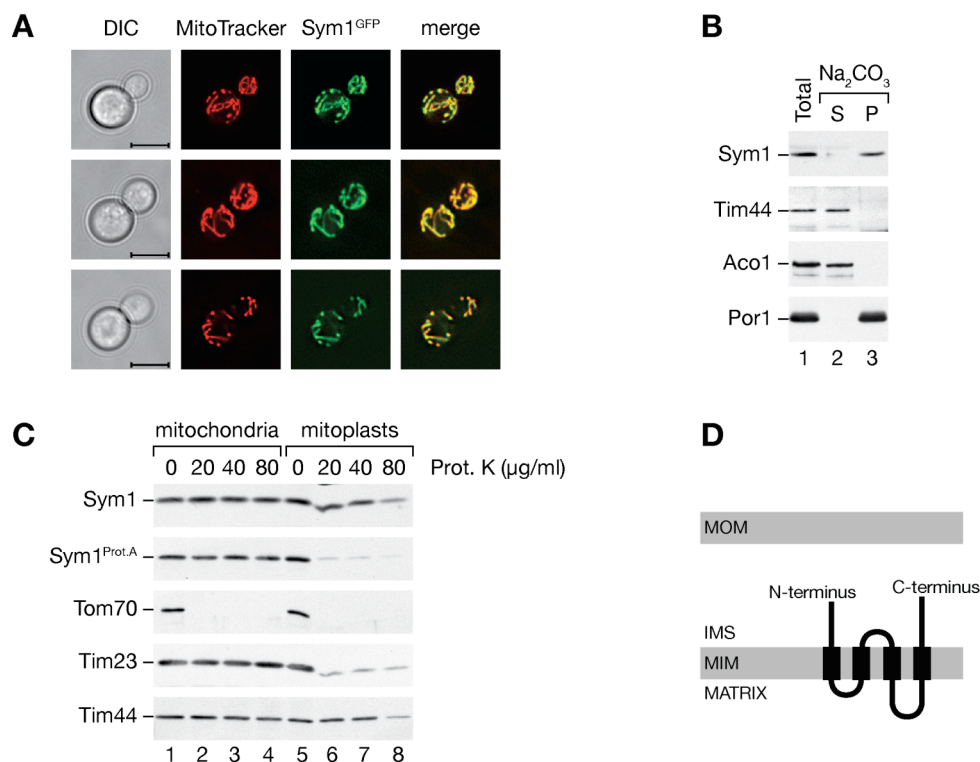 A
DIC MitoTracker Sym1GFP merge
B
Total
Na2CO3
S P
Sym1
Tim44
Aco1
Por1
1 2 3
C
mitochondria mitoplasts
0 20 40 80 0 20 40 80 Prot. K (µg/ml)
Sym1
Sym1Prot.A
Tom70
Tim23
Tim44
1 2 3 4 5 6 7 8
D
MOM
N-terminus C-terminus
IMS
MIM
MATRIX